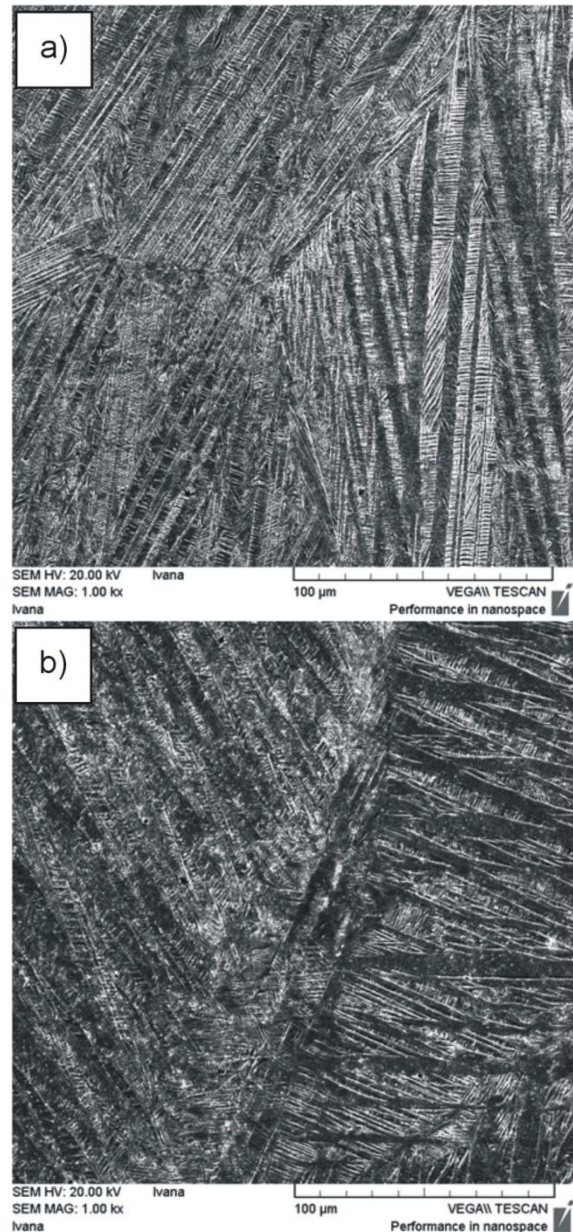 a)
SEM HV: 20.00 kV Ivana
SEM MAG: 1.00 kx 100 µm VEGA\\ TESCAN
Ivana Performance in nanospace
b)
SEM HV: 20.00 kV Ivana
SEM MAG: 1.00 kx 100 µm VEGA\\ TESCAN
Ivana Performance in nanospace